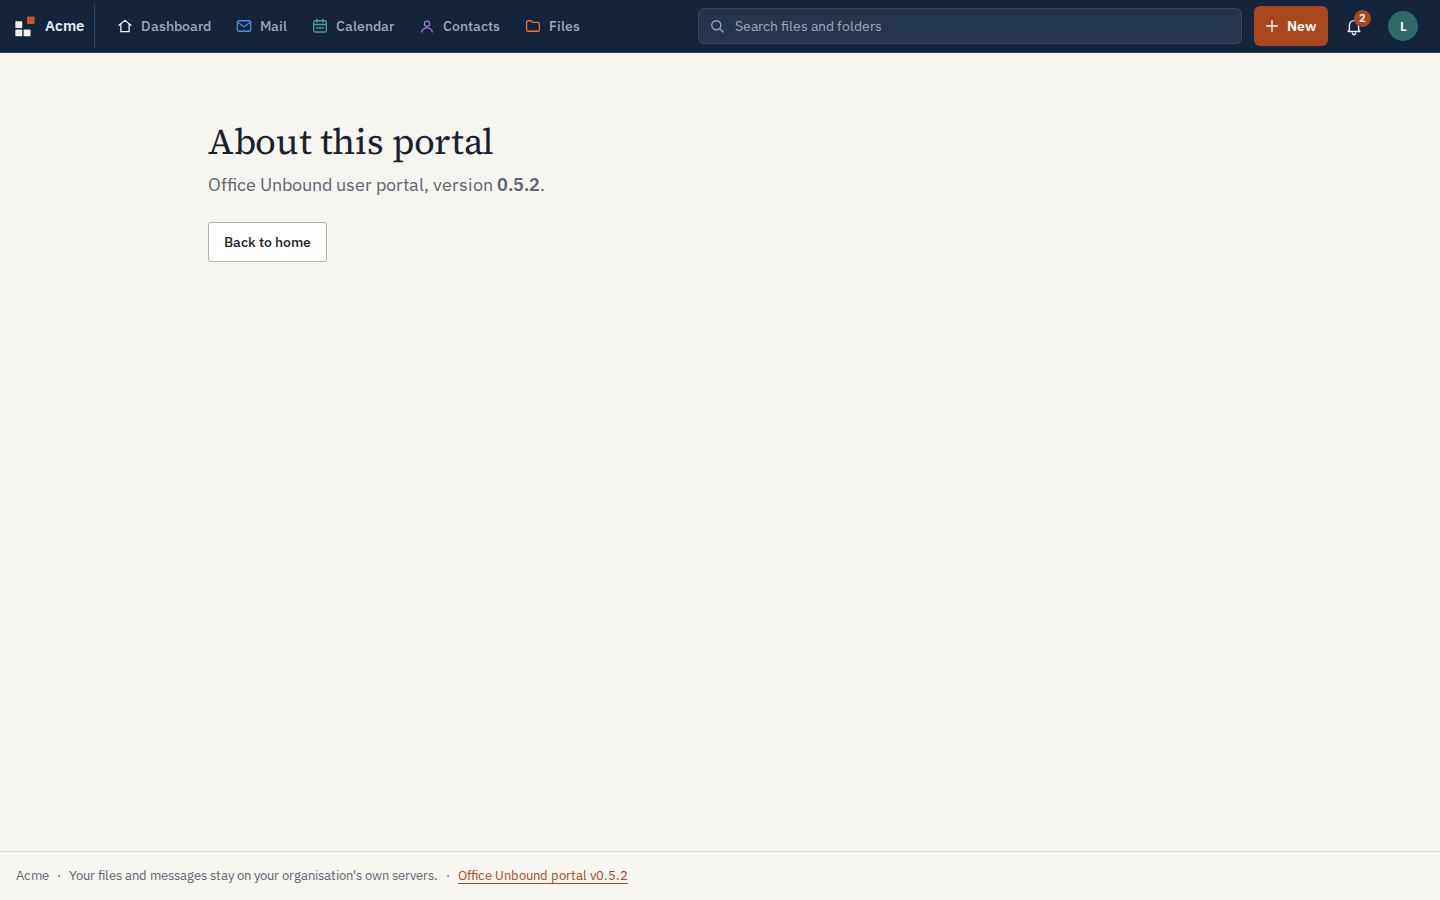 Acme Dashboard Mail Calendar Contacts Files Search files and folders New 2 L
About this portal
Office Unbound user portal, version 0.5.2.
Back to home
Acme · Your files and messages stay on your organisation's own servers. · Office Unbound portal v0.5.2